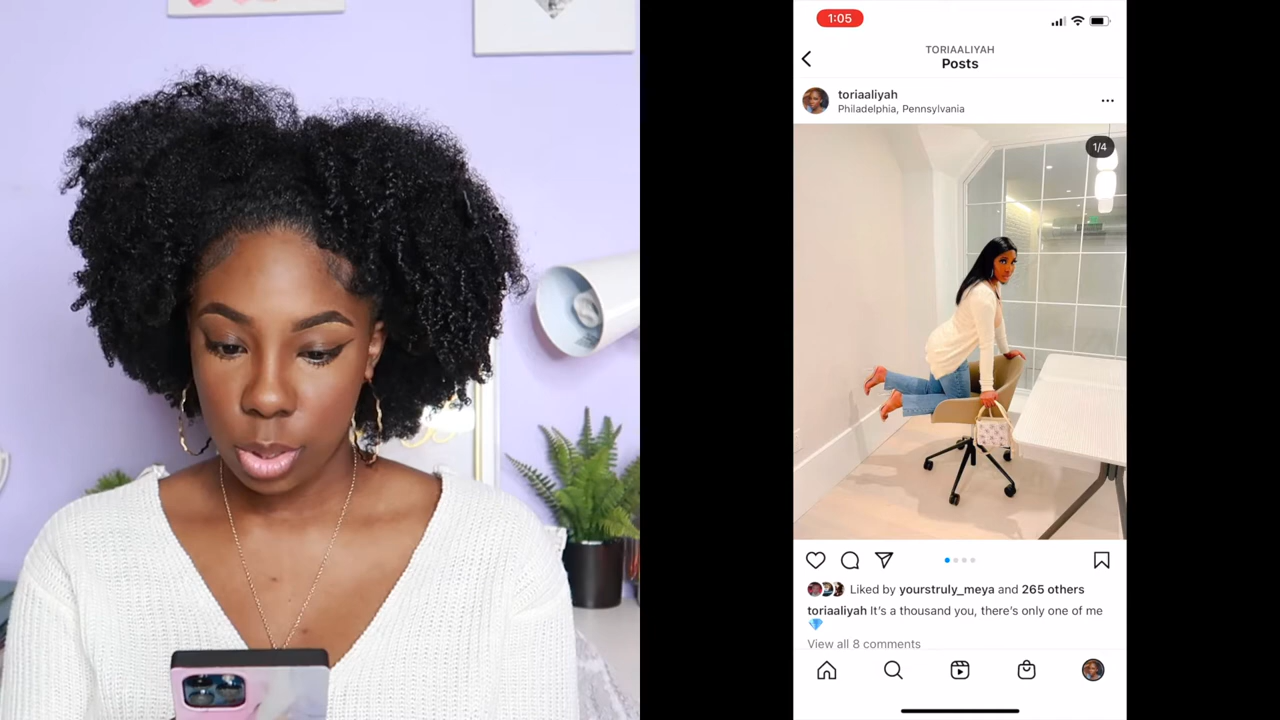 1:05
TORIAALIYAH
Posts
toriaaliyah
Philadelphia, Pennsylvania
1/4
Liked by yourstruly_meya and 265 others
toriaaliyah It's a thousand you, there's only one of me
View all 8 comments